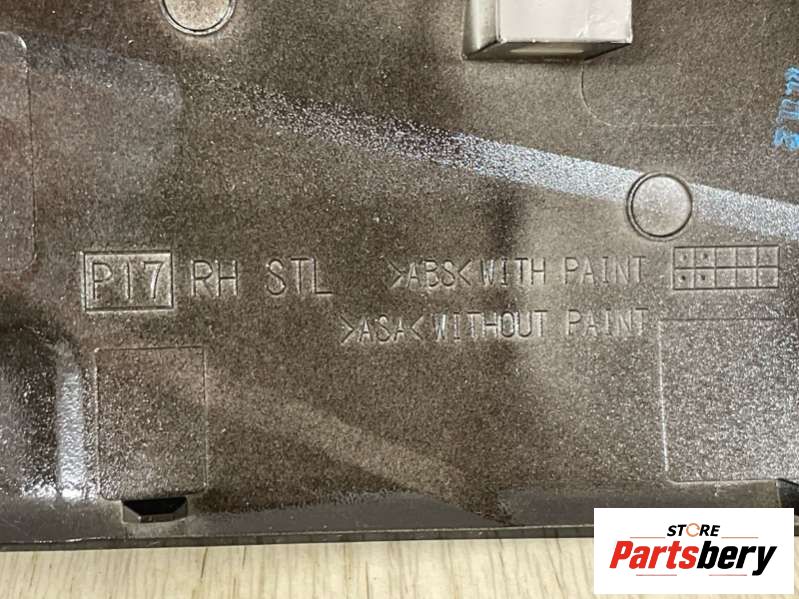 P17 RH STL >ABS< WITH PAINT
>ASA< WITHOUT PAINT
STORE
Partsbery